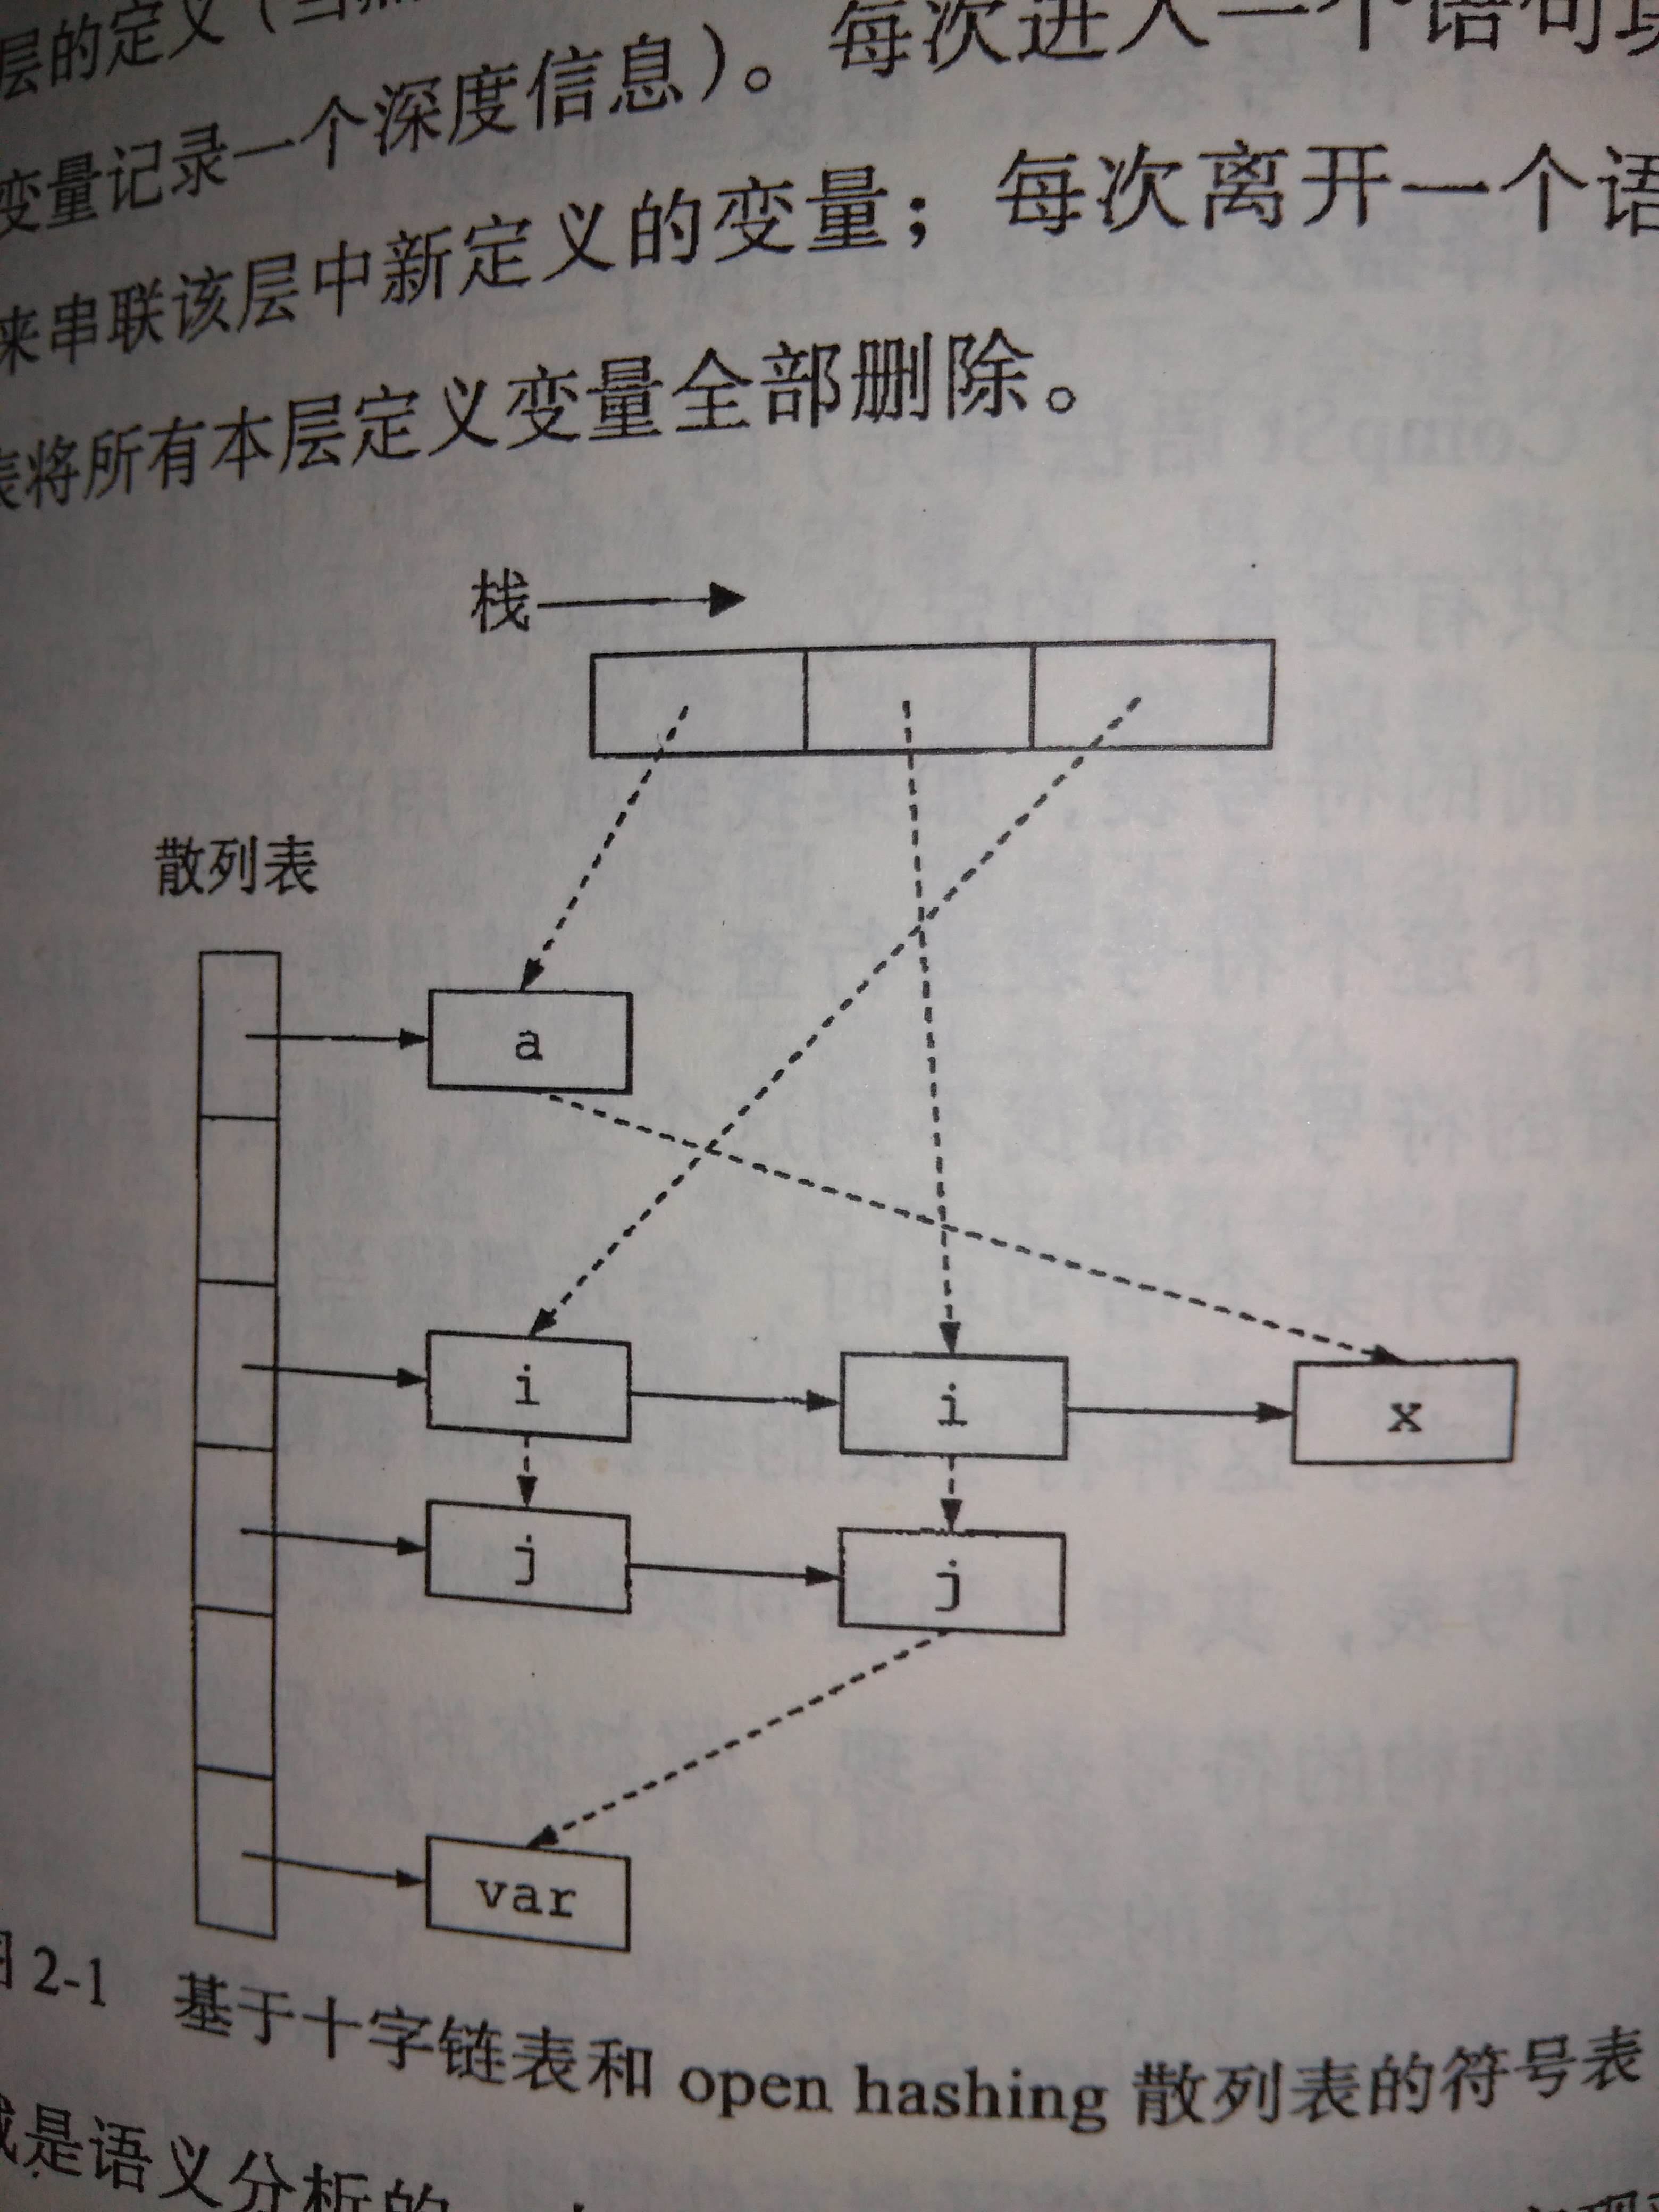 层的定义（当然
变量记录一个深度信息）。每次进入一个语句块
来串联该层中新定义的变量；每次离开一个语
表将所有本层定义变量全部删除。
栈
散列表
a
i i x
j j
var
图 2-1 基于十字链表和 open hashing 散列表的符号表
是语义分析的